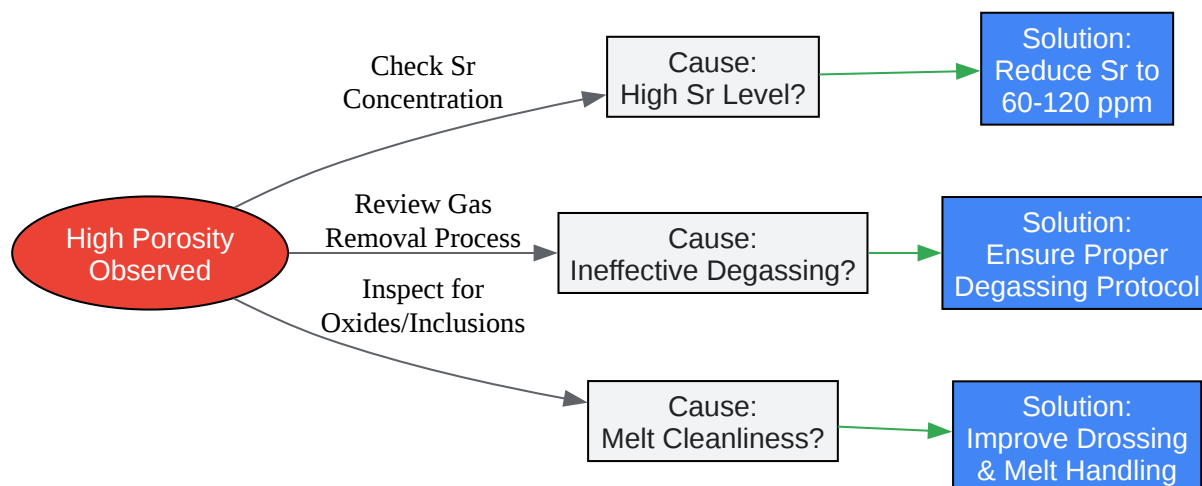 Check Sr
Concentration
Cause:
High Sr Level?
Solution:
Reduce Sr to
60-120 ppm
High Porosity
Observed
Review Gas
Removal Process
Cause:
Ineffective Degassing?
Solution:
Ensure Proper
Degassing Protocol
Inspect for
Oxides/Inclusions
Cause:
Melt Cleanliness?
Solution:
Improve Drossing
& Melt Handling